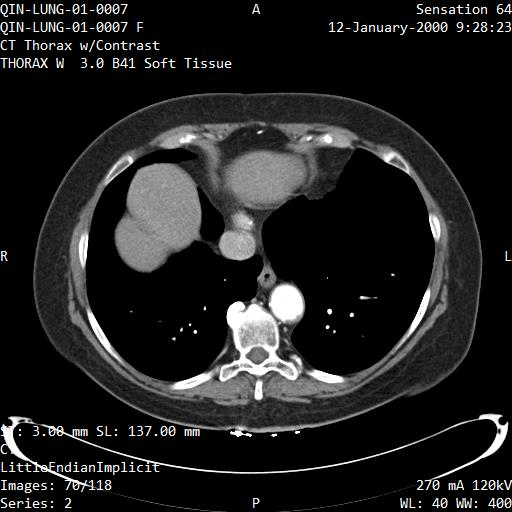 QIN-LUNG-01-0007
A
Sensation 64
QIN-LUNG-01-0007 F
12-January-2000 9:28:23
CT Thorax w/Contrast
THORAX W 3.0 B41 Soft Tissue
R
L
: 3.00 mm SL: 137.00 mm
LittleEndianImplicit
Images: 70/118
270 mA 120kV
Series: 2
P
WL: 40 WW: 400